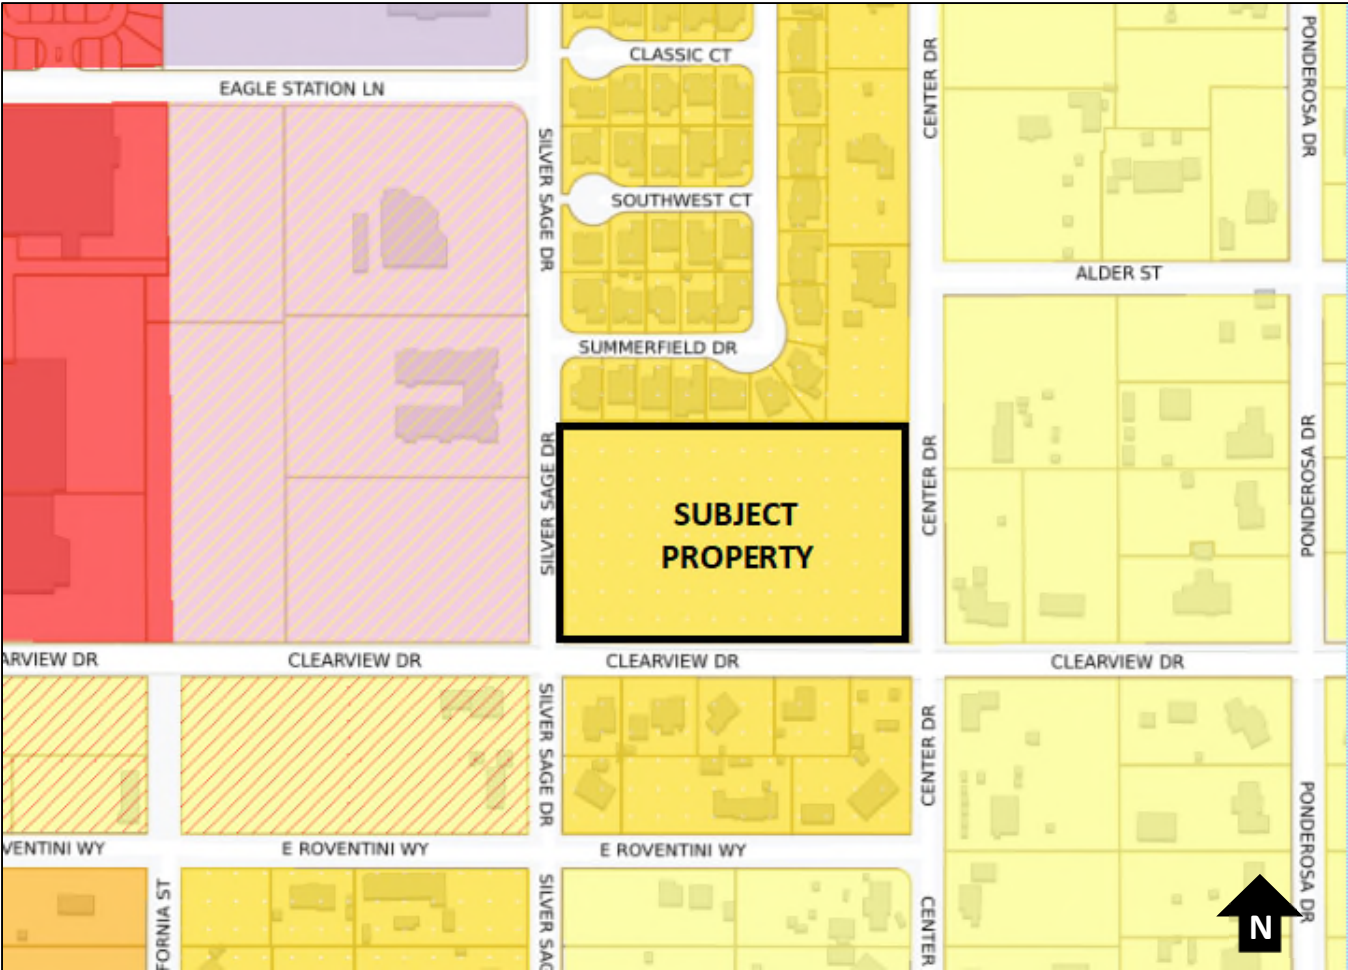 CLASSIC CT
EAGLE STATION LN
CENTER DR
PONDEROSA DR
SILVER SAGE DR
SOUTHWEST CT
ALDER ST
SUMMERFIELD DR
SILVER SAGE DR
CENTER DR
PONDEROSA DR
SUBJECT
PROPERTY
ARVIEW DR
CLEARVIEW DR
CLEARVIEW DR
CLEARVIEW DR
SILVER SAGE DR
CENTER DR
VENTINI WY
E ROVENTINI WY
E ROVENTINI WY
PONDEROSA DR
FORNIA ST
SILVER SAG
CENTER
N